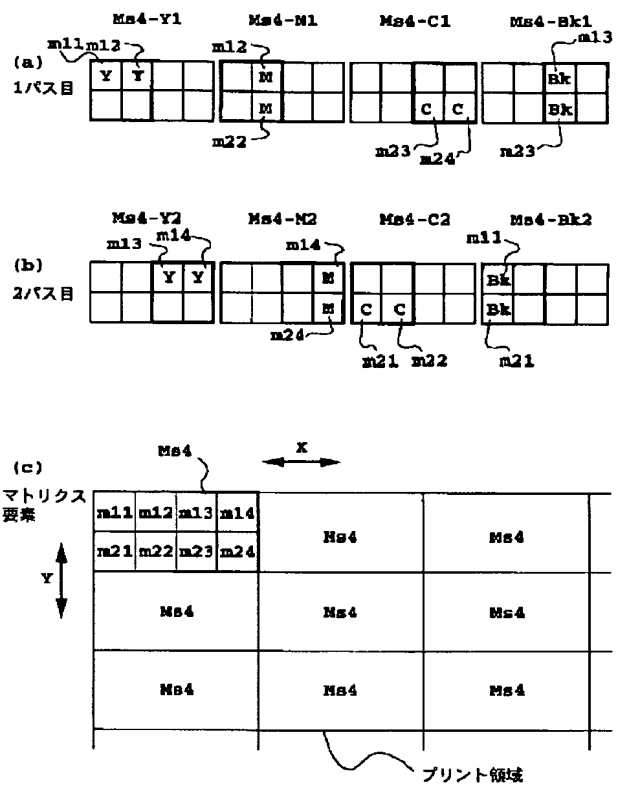 Ms4-Y1 Ms4-M1 Ms4-C1 Ms4-Bk1
m11 m12 m12 m13
(a)
1パス目
Y Y M Bk
M C C Bk
m22 m23 m24 m23
Ms4-Y2 Ms4-M2 Ms4-C2 Ms4-Bk2
m13 m14 m14 m11
(b)
2パス目
Y Y M Bk
M C C Bk
m24 m21 m22 m21
(c)
Ms4 X
マトリクス
要素
m11 m12 m13 m14
m21 m22 m23 m24
Ms4 Ms4
Y
Ms4 Ms4 Ms4
Ms4 Ms4 Ms4
プリント領域